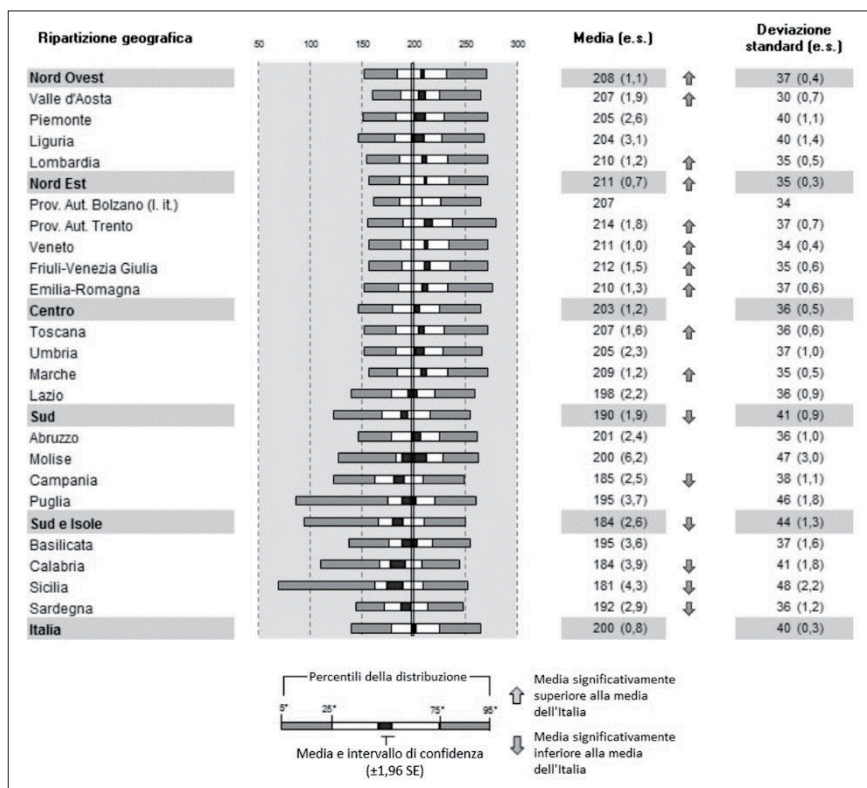 Ripartizione geografica 50 100 150 200 250 300 Media (e.s.) Deviazione standard (e.s.)
Nord Ovest 208 (1,1) 37 (0,4)
Valle d'Aosta 207 (1,9) 30 (0,7)
Piemonte 205 (2,6) 40 (1,1)
Liguria 204 (3,1) 40 (1,4)
Lombardia 210 (1,2) 35 (0,5)
Nord Est 211 (0,7) 35 (0,3)
Prov. Aut. Bolzano (l. it.) 207 34
Prov. Aut. Trento 214 (1,8) 37 (0,7)
Veneto 211 (1,0) 34 (0,4)
Friuli-Venezia Giulia 212 (1,5) 35 (0,6)
Emilia-Romagna 210 (1,3) 37 (0,6)
Centro 203 (1,2) 36 (0,5)
Toscana 207 (1,6) 36 (0,6)
Umbria 205 (2,3) 37 (1,0)
Marche 209 (1,2) 35 (0,5)
Lazio 198 (2,2) 36 (0,9)
Sud 190 (1,9) 41 (0,9)
Abruzzo 201 (2,4) 36 (1,0)
Molise 200 (6,2) 47 (3,0)
Campania 185 (2,5) 38 (1,1)
Puglia 195 (3,7) 46 (1,8)
Sud e Isole 184 (2,6) 44 (1,3)
Basilicata 195 (3,6) 37 (1,6)
Calabria 184 (3,9) 41 (1,8)
Sicilia 181 (4,3) 48 (2,2)
Sardegna 192 (2,9) 36 (1,2)
Italia 200 (0,8) 40 (0,3)
Percentili della distribuzione
5° 25° 75° 95°
Media e intervallo di confidenza
(±1,96 SE)
Media significativamente
superiore alla media
dell'Italia
Media significativamente
inferiore alla media
dell'Italia